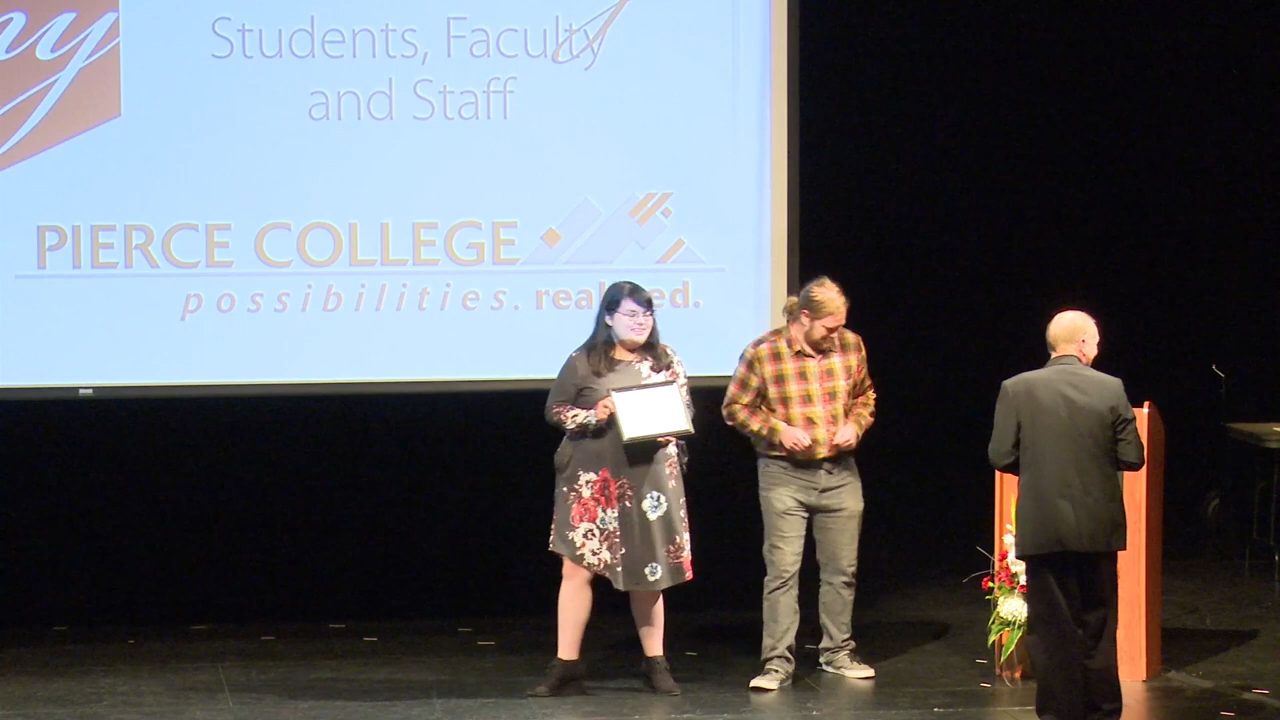 Students, Faculty
and Staff
PIERCE COLLEGE
possibilities.